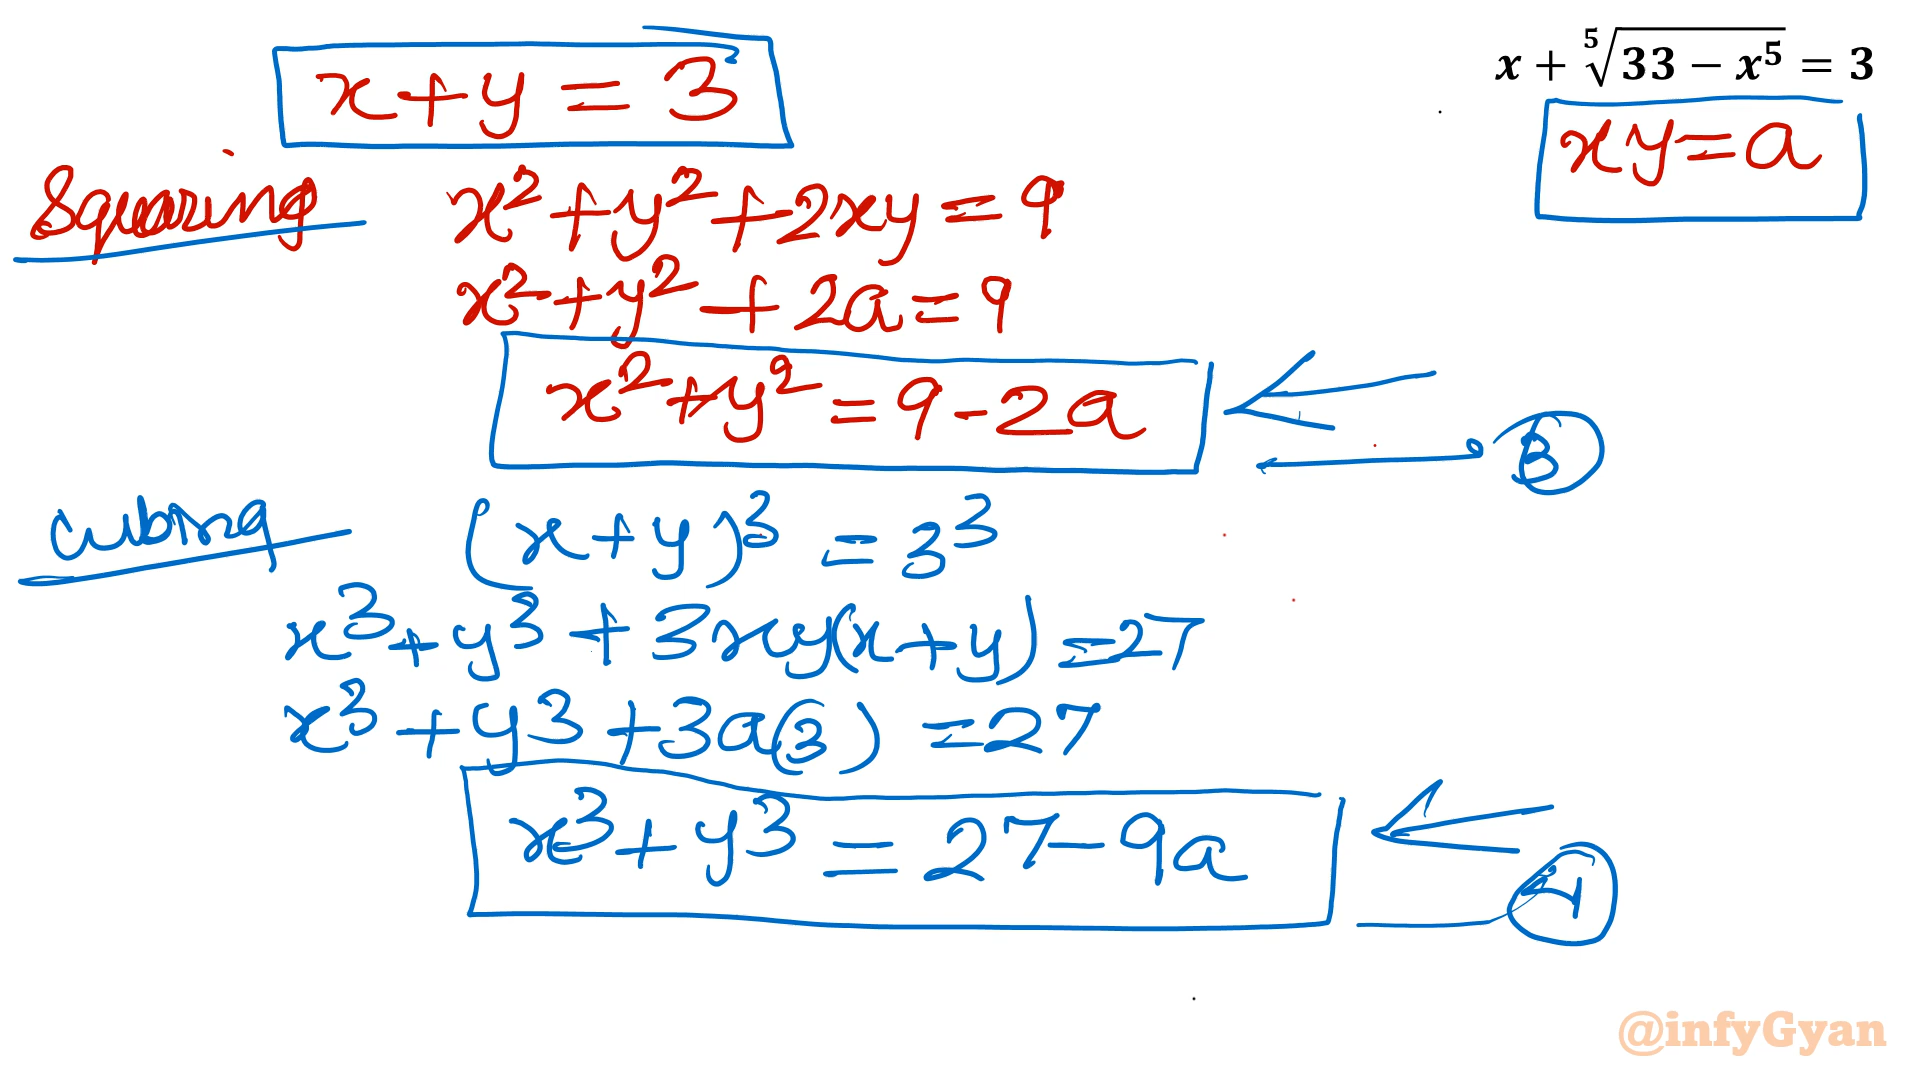 x + ⁵√(33 − x⁵) = 3
x+y = 3
xy = a
Squaring x²+y²+2xy = 9
x²+y²+2a = 9
x²+y² = 9-2a
3
Cubing (x+y)³ = 3³
x³+y³+3xy(x+y) = 27
x³+y³+3a(3) = 27
x³+y³ = 27-9a
4
@infyGyan